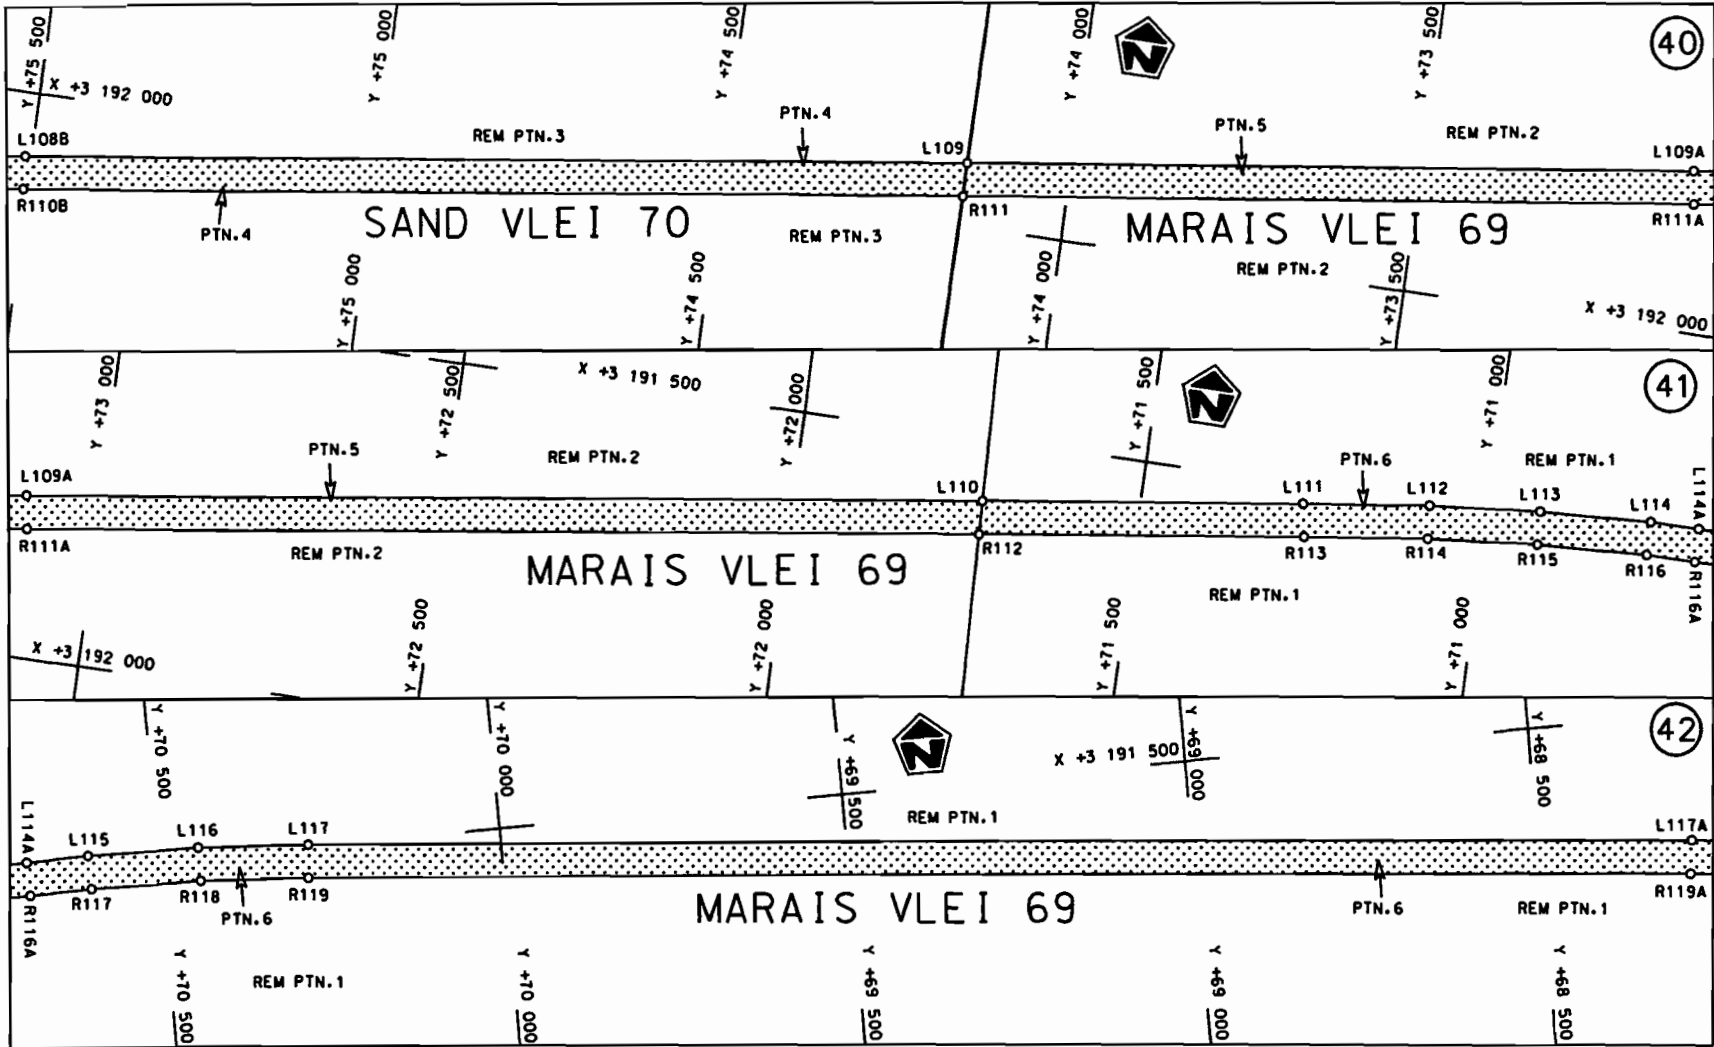 Y +75 500
Y +75 000
Y +74 500
Y +74 000
Y +73 500
40
X +3 192 000
L108B
REM PTN.3
PTN.4
L109
PTN.5
REM PTN.2
L109A
R110B
PTN.4
SAND VLEI 70
REM PTN.3
R111
MARAIS VLEI 69
R111A
REM PTN.2
Y +75 000
Y +74 500
Y +74 000
Y +73 500
X +3 192 000
Y +73 000
Y +72 500
X +3 191 500
Y +72 000
Y +71 500
Y +71 000
41
L109A
PTN.5
REM PTN.2
L110
L111
PTN.6
L112
REM PTN.1
L113
L114
L114A
R111A
REM PTN.2
MARAIS VLEI 69
R112
R113
R114
R115
R116
R116A
REM PTN.1
X +3 192 000
Y +72 500
Y +72 000
Y +71 500
Y +71 000
Y +70 500
Y +70 000
Y +69 500
X +3 191 500
Y +69 000
Y +68 500
42
L114A
L115
L116
L117
REM PTN.1
L117A
R116A
R117
R118
PTN.6
R119
MARAIS VLEI 69
PTN.6
REM PTN.1
R119A
REM PTN.1
Y +70 500
Y +70 000
Y +69 500
Y +69 000
Y +68 500